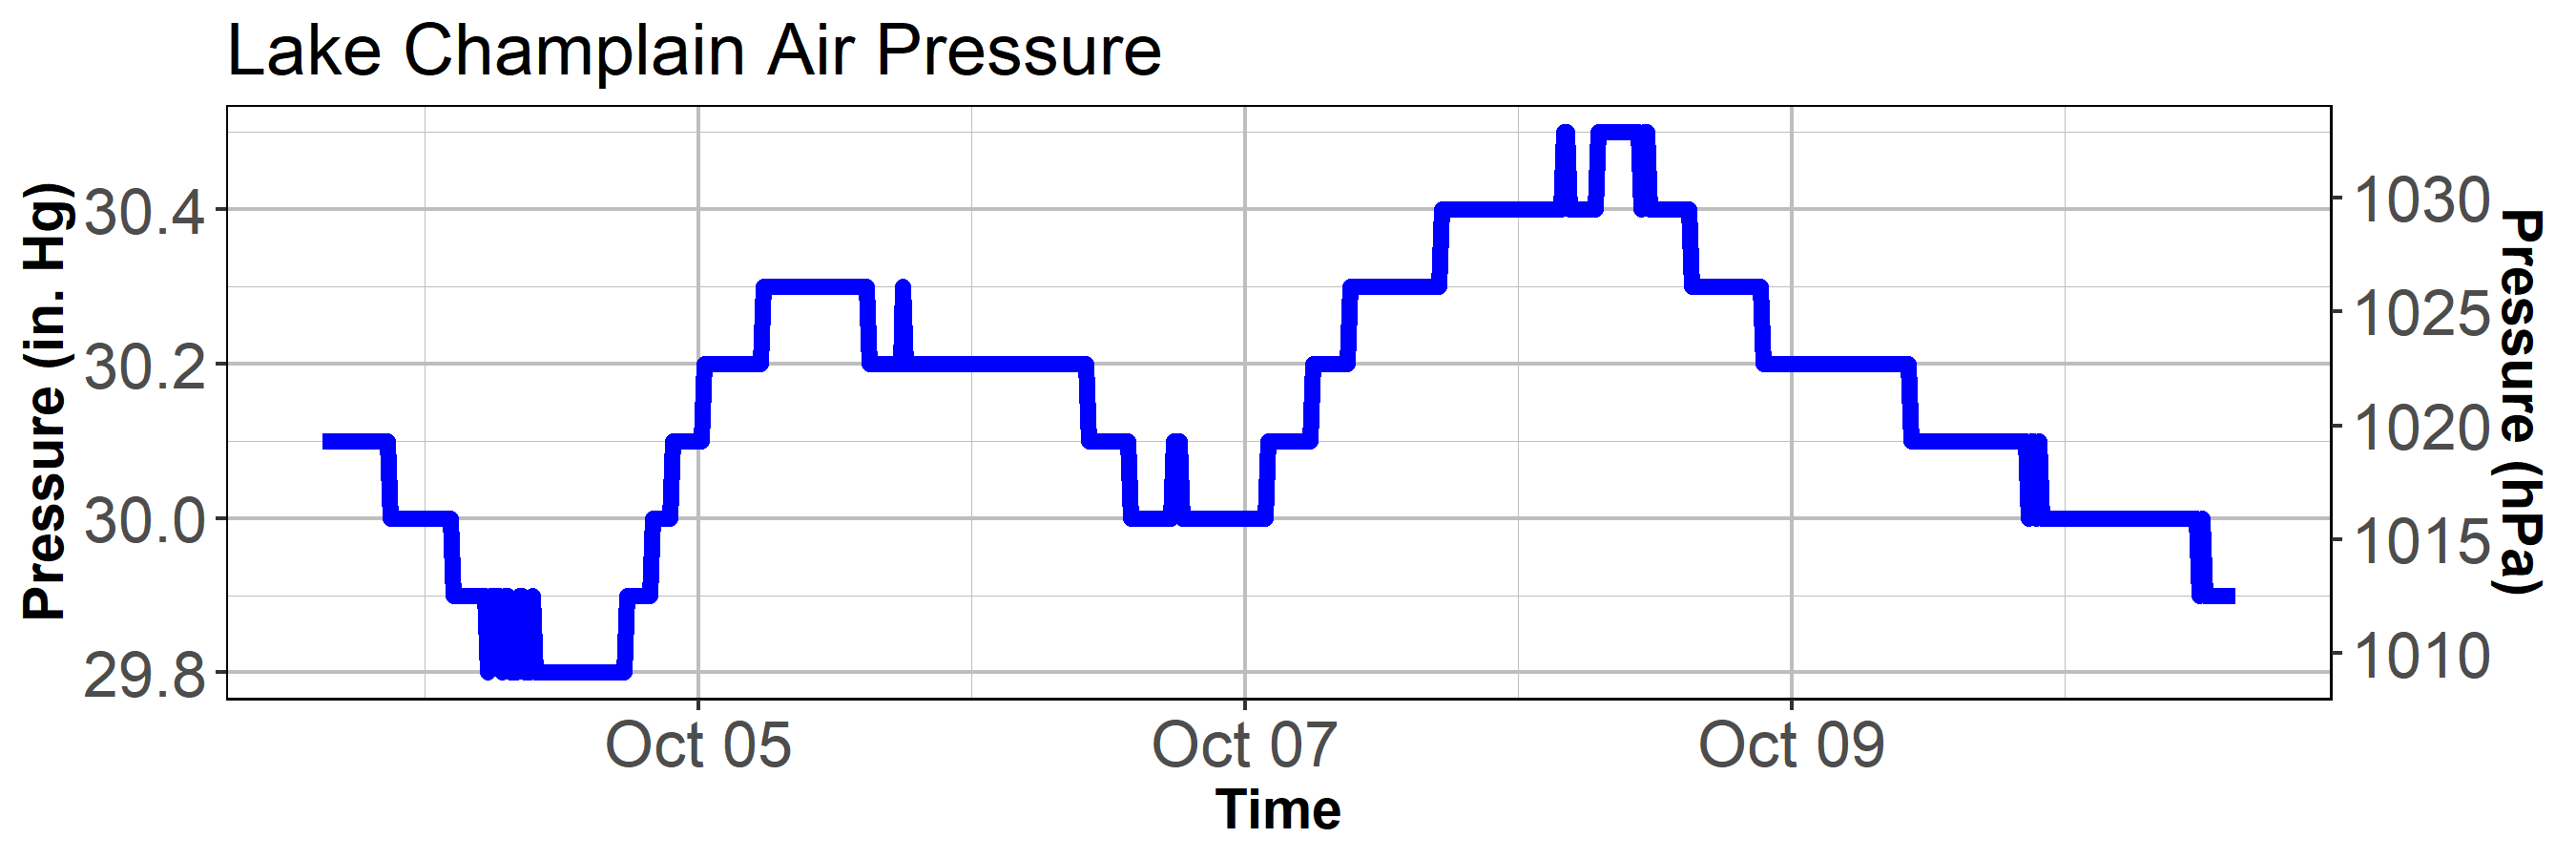 Lake Champlain Air Pressure
Pressure (in. Hg)
30.4
30.2
30.0
29.8
1030
1025
1020
1015
1010
Pressure (hPa)
Oct 05 Oct 07 Oct 09
Time